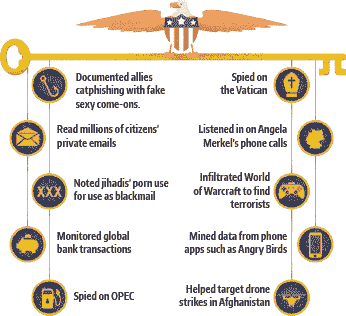 Documented allies
catphishing with fake
sexy come-ons.
Spied on
the Vatican
Read millions of citizens'
private emails
Listened in on Angela
Merkel's phone calls
XXX
Noted jihadis' porn use
for use as blackmail
Infiltrated World
of Warcraft to find
terrorists
Monitored global
bank transactions
Mined data from phone
apps such as Angry Birds
Spied on OPEC
Helped target drone
strikes in Afghanistan